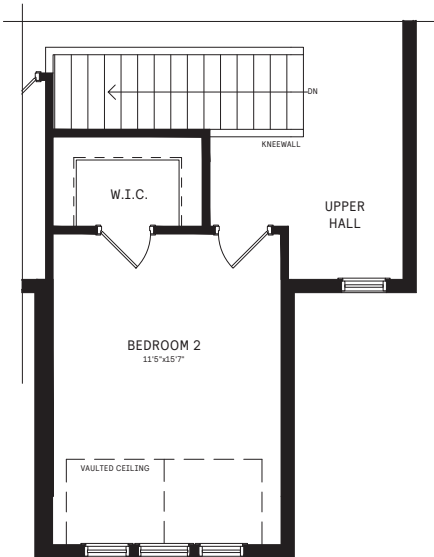 DN
KNEEWALL
W.I.C.
UPPER
HALL
BEDROOM 2
11'5"x15'7"
VAULTED CEILING